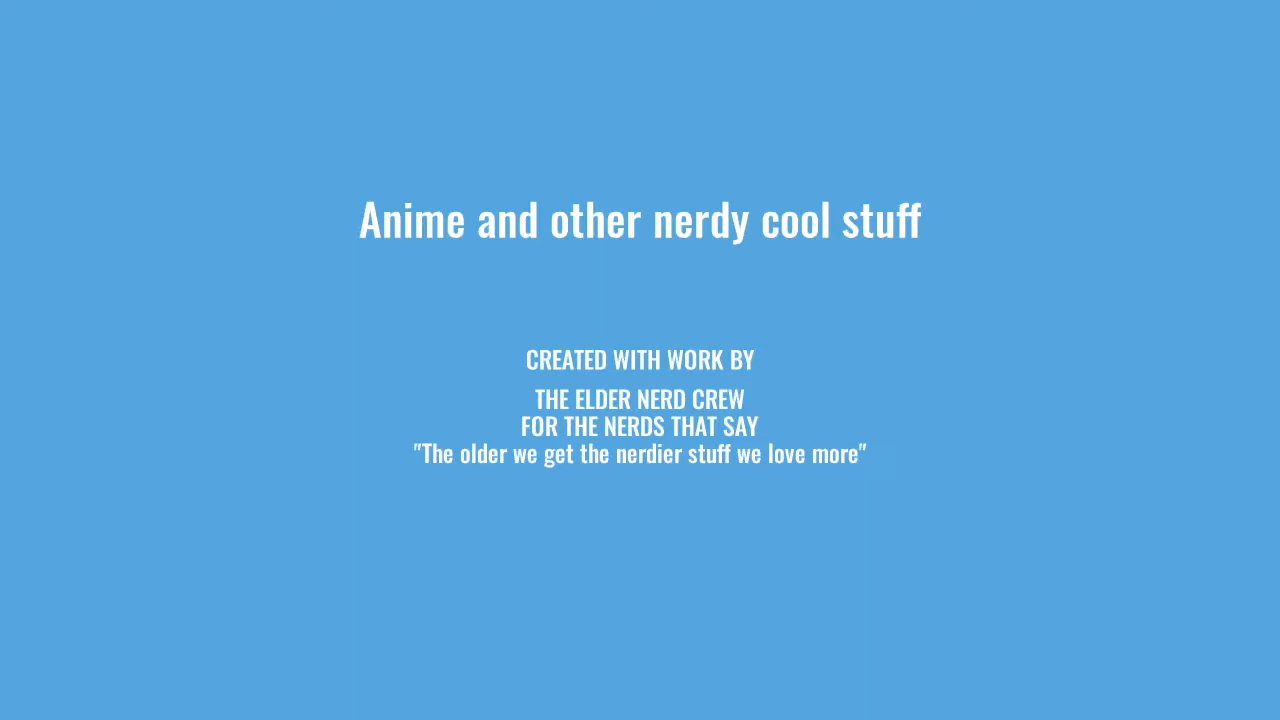 Anime and other nerdy cool stuff
CREATED WITH WORK BY
THE ELDER NERD CREW
FOR THE NERDS THAT SAY
"The older we get the nerdier stuff we love more"